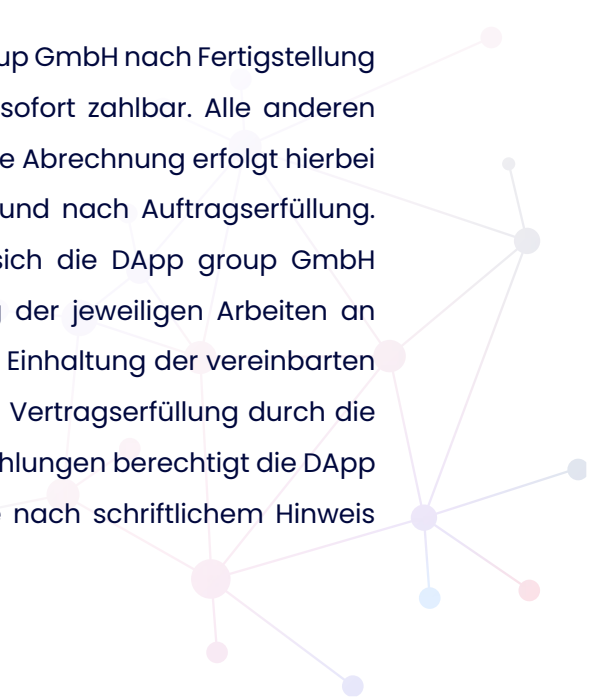 up GmbH nach Fertigstellung
sofort zahlbar. Alle anderen
e Abrechnung erfolgt hierbei
und nach Auftragserfüllung.
sich die DApp group GmbH
der jeweiligen Arbeiten an
Einhaltung der vereinbarten
Vertragserfüllung durch die
hlungen berechtigt die DApp
nach schriftlichem Hinweis